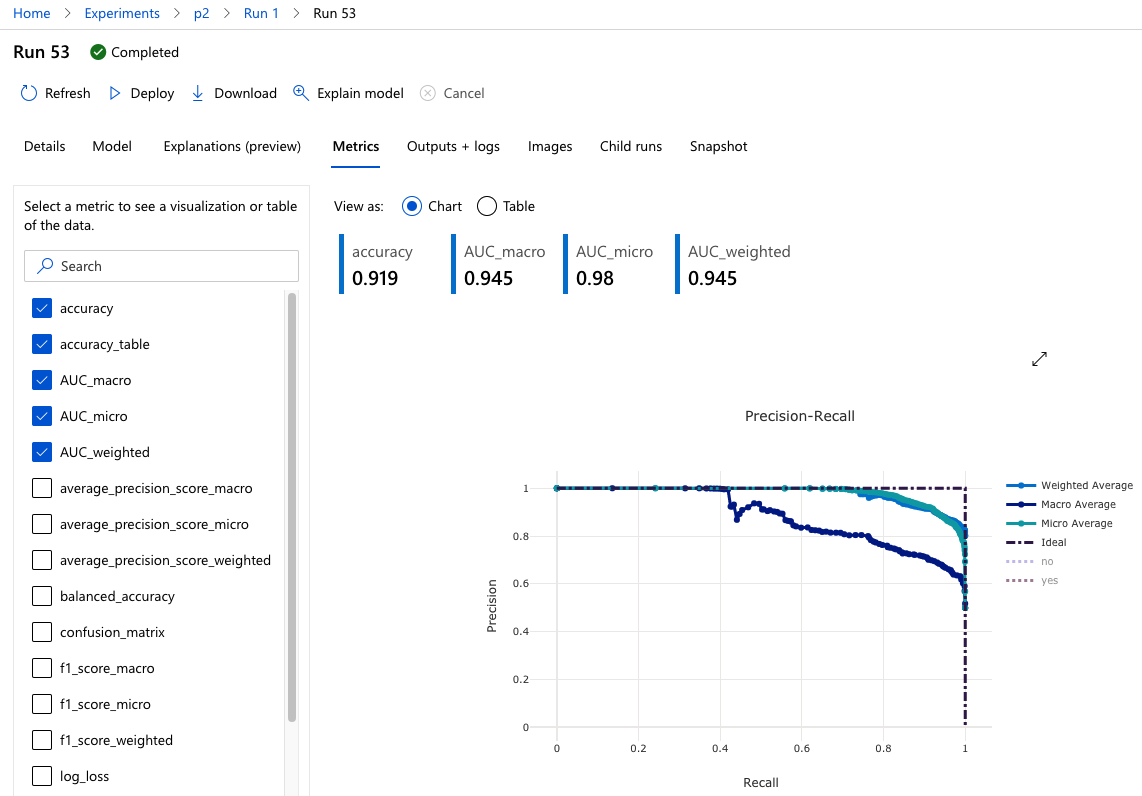 Home > Experiments > p2 > Run 1 > Run 53
Run 53 Completed
Refresh Deploy Download Explain model Cancel
Details Model Explanations (preview) Metrics Outputs + logs Images Child runs Snapshot
Select a metric to see a visualization or table
of the data.
Search
accuracy
accuracy_table
AUC_macro
AUC_micro
AUC_weighted
average_precision_score_macro
average_precision_score_micro
average_precision_score_weighted
balanced_accuracy
confusion_matrix
f1_score_macro
f1_score_micro
f1_score_weighted
log_loss
View as: Chart Table
accuracy AUC_macro AUC_micro AUC_weighted
0.919 0.945 0.98 0.945
Precision-Recall
1
0.8
0.6
0.4
0.2
0
Precision
0 0.2 0.4 0.6 0.8 1
Recall
Weighted Average
Macro Average
Micro Average
Ideal
no
yes